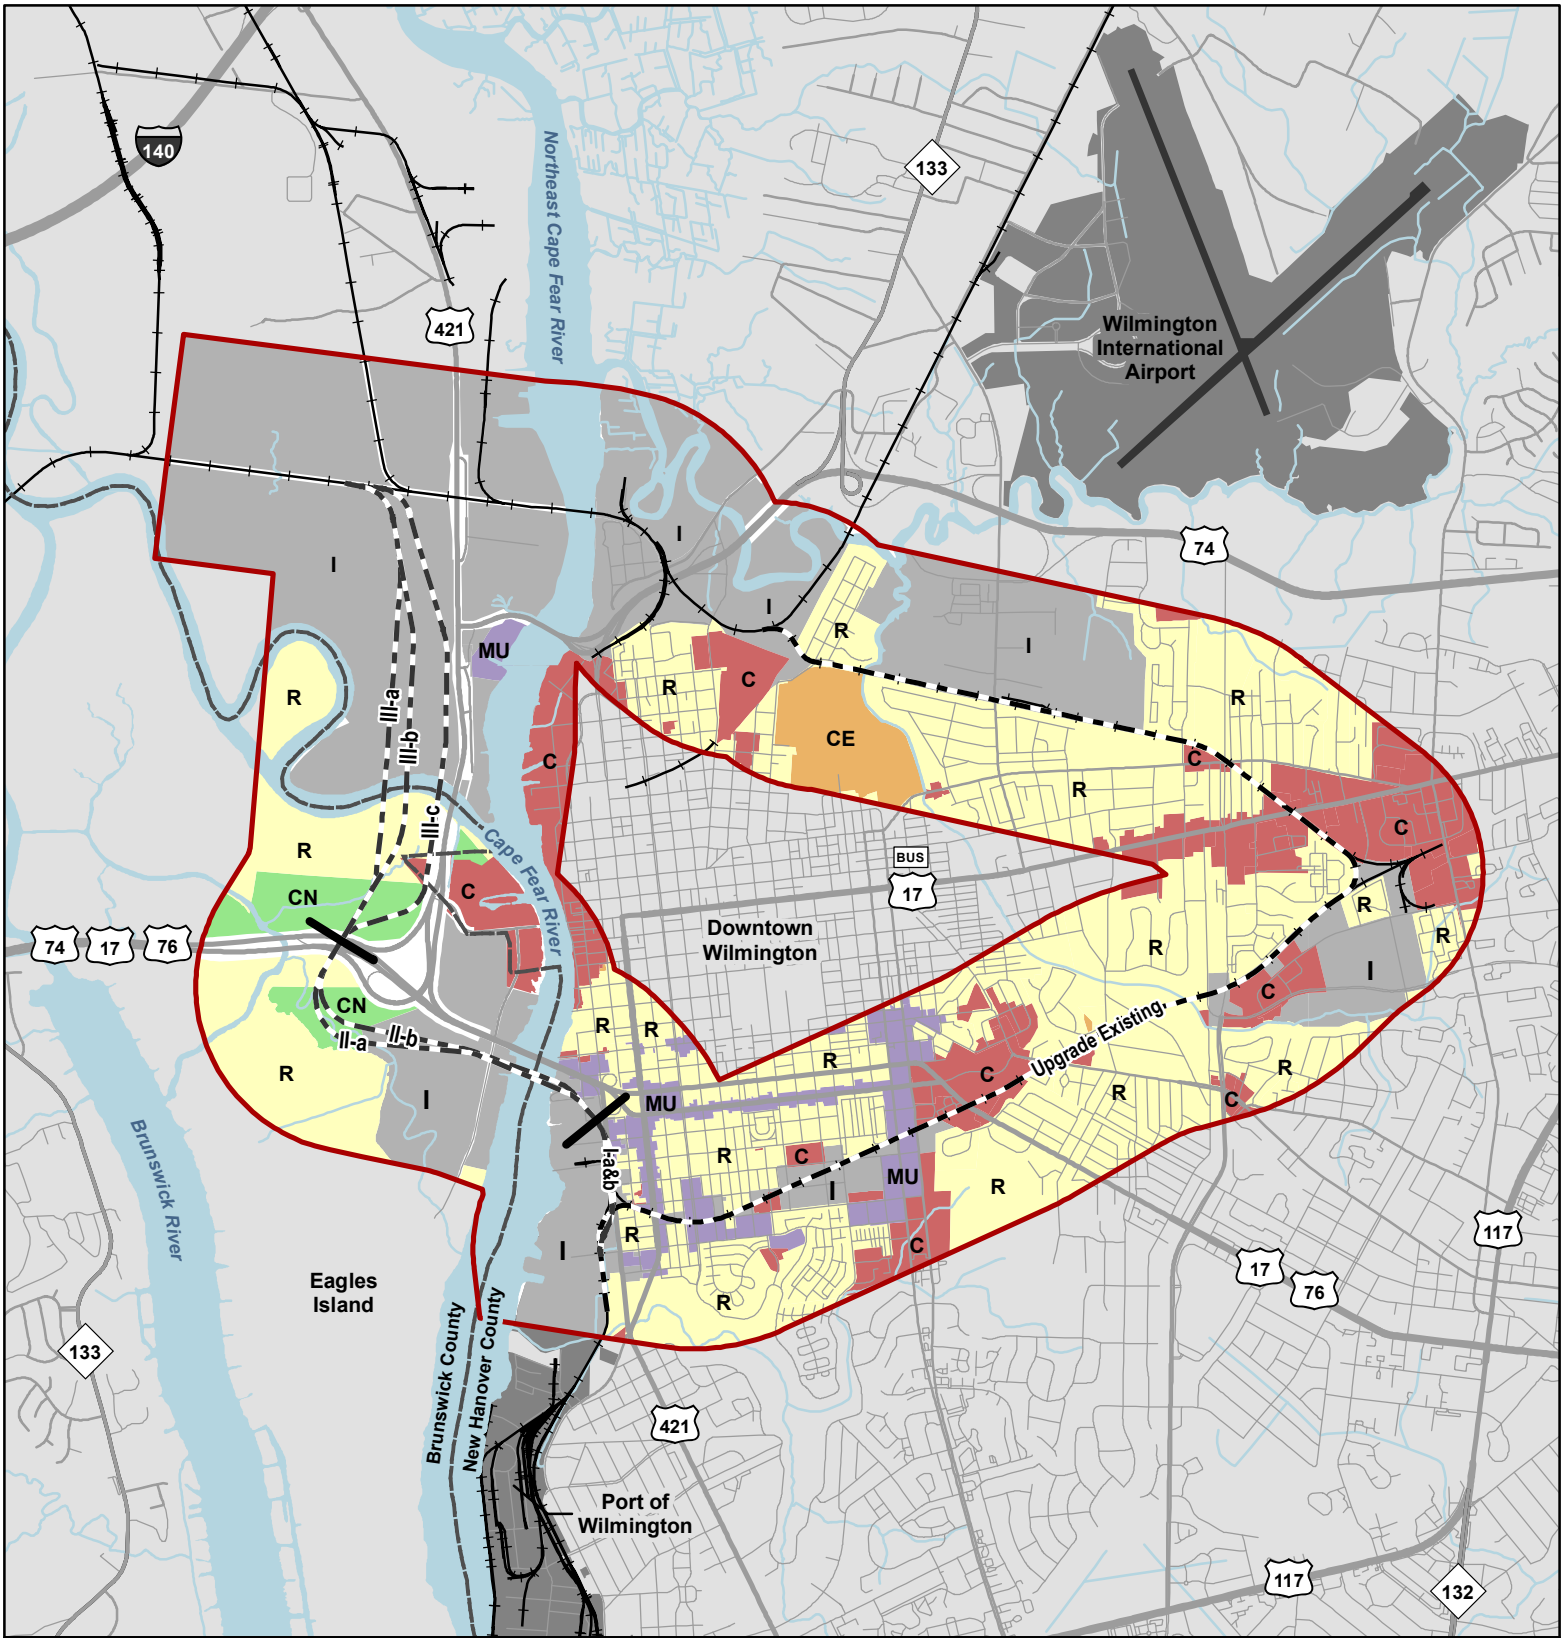 140
133
Northeast Cape Fear River
421
Wilmington
International
Airport
74
I
I
I
I
R
MU
R
C
R
R
CE
III-a
III-b
C
C
R
C
III-c
Cape Fear River
R
BUS
17
CN
C
R
R
74
17
76
Downtown
Wilmington
R
I
CN
C
II-a
II-b
R
R
R
Upgrade Existing
R
I
MU
C
R
R
C
Brunswick River
I-a&b
R
C
MU
I
R
R
I
C
117
Eagles
Island
R
17
76
133
Brunswick County
New Hanover County
421
Port of
Wilmington
117
132